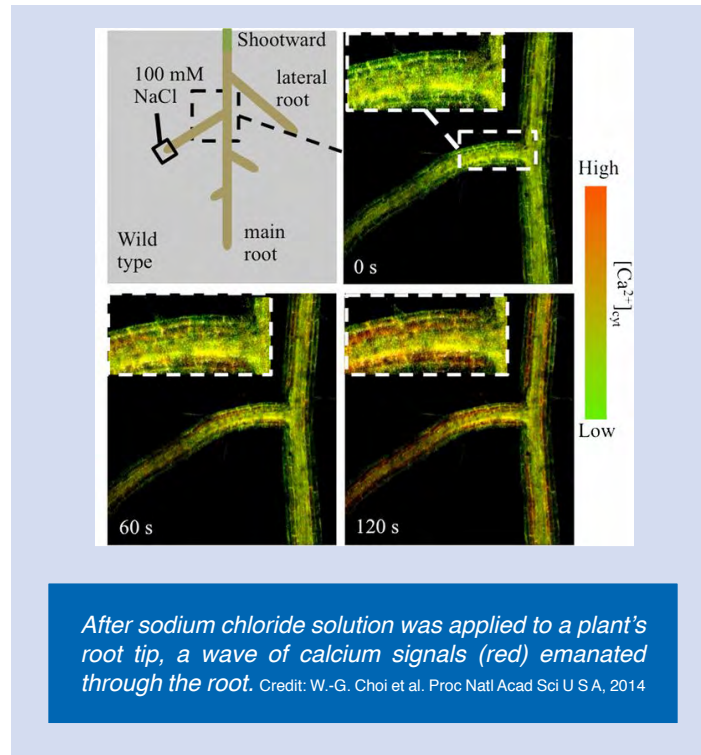 Shootward
100 mM
NaCl
lateral
root
Wild
type
main
root
0 s
High
[Ca²⁺]cyt
Low
60 s
120 s
After sodium chloride solution was applied to a plant's
root tip, a wave of calcium signals (red) emanated
through the root. Credit: W.-G. Choi et al. Proc Natl Acad Sci U S A, 2014